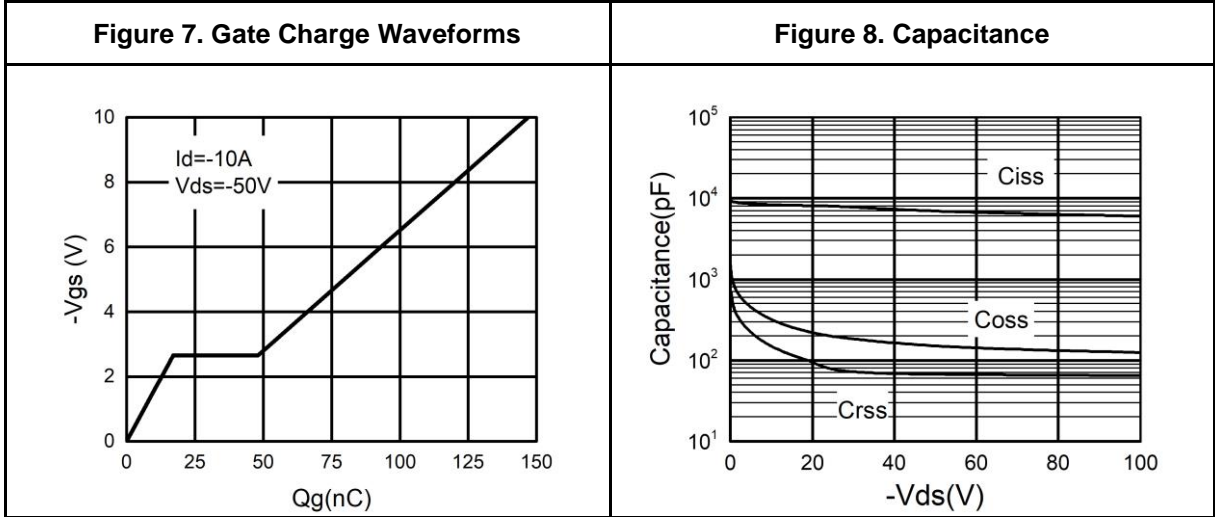 Figure 7. Gate Charge Waveforms
10
8
6
4
2
0
-Vgs (V)
Id=-10A
Vds=-50V
0 25 50 75 100 125 150
Qg(nC)
Figure 8. Capacitance
10^5
10^4
10^3
10^2
10^1
Capacitance(pF)
Ciss
Coss
Crss
0 20 40 60 80 100
-Vds(V)